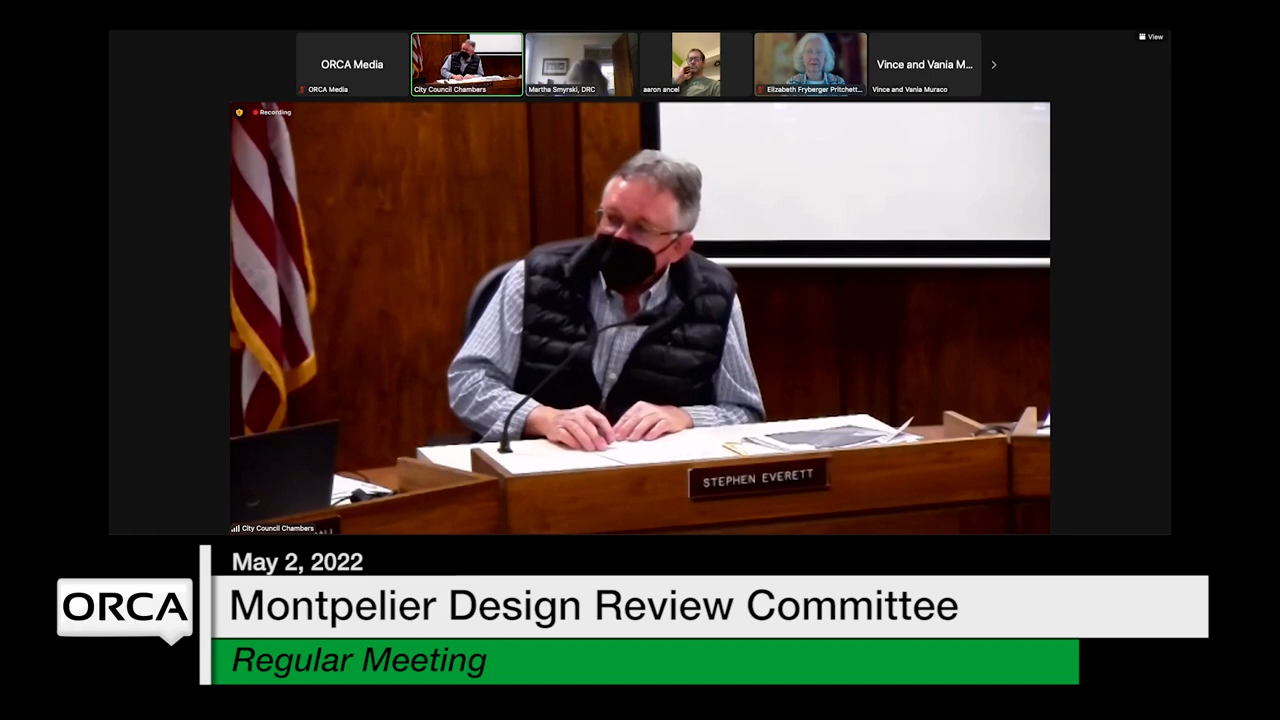 View
ORCA Media
ORCA Media
City Council Chambers
Martha Smyrski, DRC
aaron ancel
Elizabeth Fryberger Pritchett...
Vince and Vania M...
Vince and Vania Muraco
Recording
STEPHEN EVERETT
City Council Chambers
May 2, 2022
ORCA
Montpelier Design Review Committee
Regular Meeting